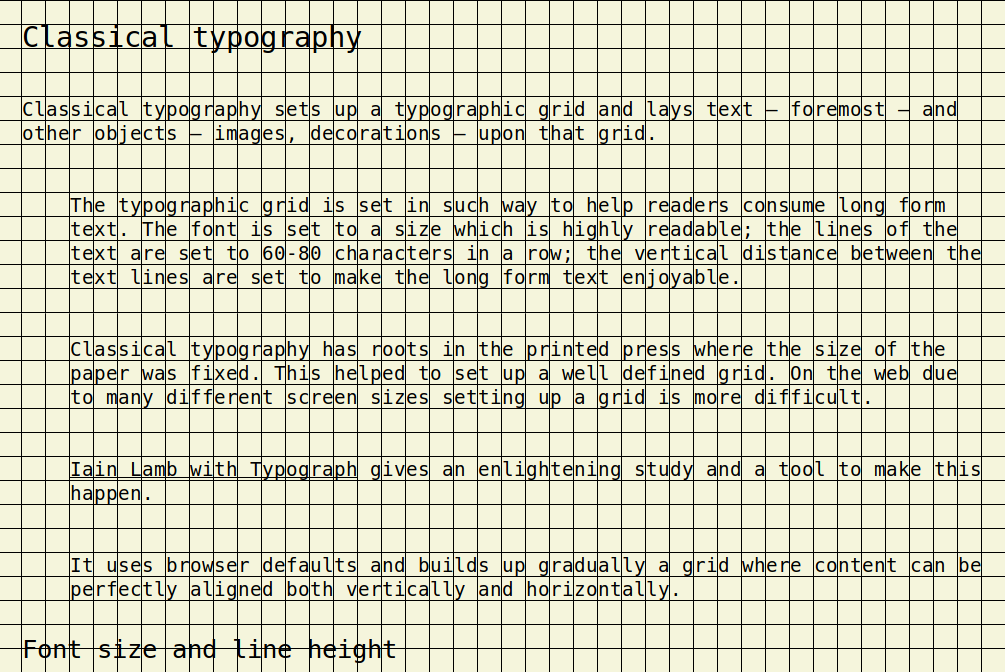 Classical typography
Classical typography sets up a typographic grid and lays text — foremost — and
other objects — images, decorations — upon that grid.
The typographic grid is set in such way to help readers consume long form
text. The font is set to a size which is highly readable; the lines of the
text are set to 60-80 characters in a row; the vertical distance between the
text lines are set to make the long form text enjoyable.
Classical typography has roots in the printed press where the size of the
paper was fixed. This helped to set up a well defined grid. On the web due
to many different screen sizes setting up a grid is more difficult.
Iain Lamb with Typograph gives an enlightening study and a tool to make this
happen.
It uses browser defaults and builds up gradually a grid where content can be
perfectly aligned both vertically and horizontally.
Font size and line height